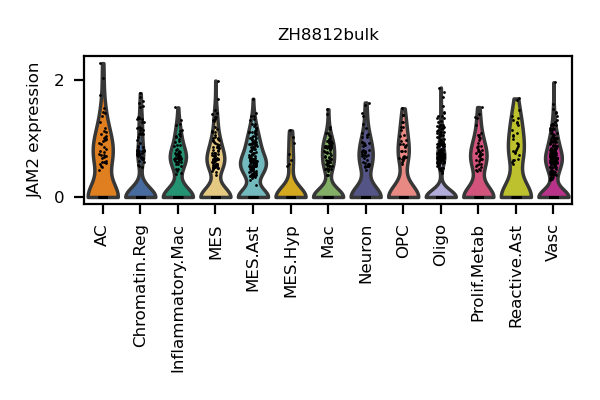 ZH8812bulk
JAM2 expression
2
0
AC
Chromatin.Reg
Inflammatory.Mac
MES
MES.Ast
MES.Hyp
Mac
Neuron
OPC
Oligo
Prolif.Metab
Reactive.Ast
Vasc